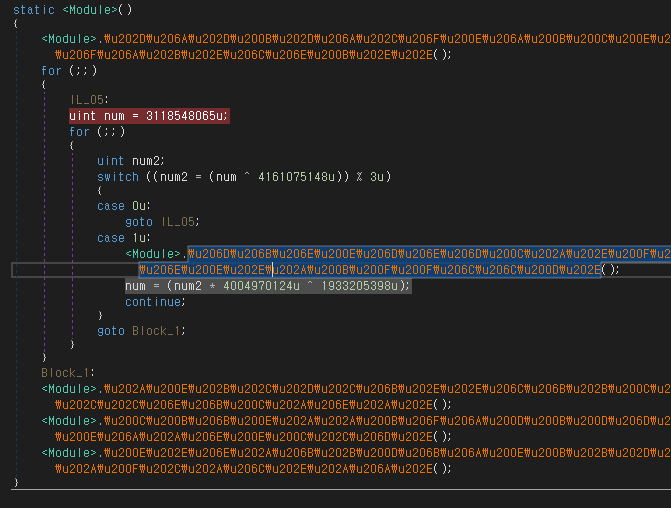 static <Module>()
{
<Module>.₩u202D₩u206A₩u202D₩u200B₩u202D₩u206A₩u202C₩u206F₩u200E₩u206A₩u200B₩u200C₩u200E₩u
₩u206F₩u206A₩u202B₩u202E₩u206C₩u206E₩u200B₩u202E₩u202E();
for (;;)
{
IL_05:
uint num = 3118548065u;
for (;;)
{
uint num2;
switch ((num2 = (num ^ 4161075148u)) % 3u)
{
case 0u:
goto IL_05;
case 1u:
<Module>.₩u206D₩u206B₩u206E₩u200E₩u206D₩u206E₩u206D₩u200C₩u202A₩u202E₩u200F₩u
₩u206E₩u200E₩u202E₩u202A₩u200B₩u200F₩u200F₩u206C₩u206C₩u200D₩u202E();
num = (num2 * 4004970124u ^ 1933205398u);
continue;
}
goto Block_1;
}
}
Block_1:
<Module>.₩u202A₩u200E₩u202B₩u202C₩u202D₩u202C₩u206B₩u202E₩u202E₩u206C₩u206B₩u202B₩u200C₩u
₩u202C₩u202C₩u206E₩u206B₩u200C₩u202A₩u206E₩u202A₩u202E();
<Module>.₩u200C₩u200B₩u206B₩u202E₩u202A₩u202A₩u200B₩u206F₩u206A₩u200D₩u200B₩u200D₩u206D₩u
₩u200E₩u206A₩u202A₩u206E₩u200E₩u200C₩u202C₩u206D₩u202E();
<Module>.₩u200E₩u202E₩u206E₩u202A₩u206B₩u202B₩u200D₩u206B₩u206A₩u200E₩u200B₩u202B₩u202D₩u
₩u202A₩u200F₩u202C₩u202A₩u206C₩u202E₩u202A₩u206A₩u202E();
}